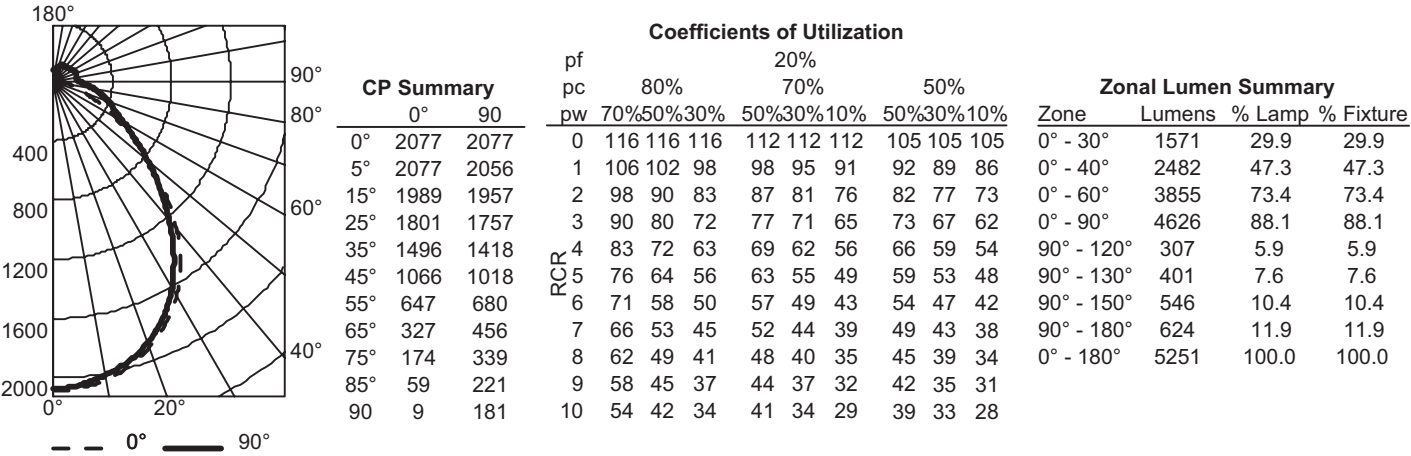 180°
90°
80°
60°
40°
400
800
1200
1600
2000
0° 20°
0° 90°
CP Summary
0° 90
0° 2077 2077
5° 2077 2056
15° 1989 1957
25° 1801 1757
35° 1496 1418
45° 1066 1018
55° 647 680
65° 327 456
75° 174 339
85° 59 221
90 9 181
Coefficients of Utilization
pf 20%
pc 80% 70% 50%
pw 70%50%30% 50%30%10% 50%30%10%
RCR
0 116 116 116 112 112 112 105 105 105
1 106 102 98 98 95 91 92 89 86
2 98 90 83 87 81 76 82 77 73
3 90 80 72 77 71 65 73 67 62
4 83 72 63 69 62 56 66 59 54
5 76 64 56 63 55 49 59 53 48
6 71 58 50 57 49 43 54 47 42
7 66 53 45 52 44 39 49 43 38
8 62 49 41 48 40 35 45 39 34
9 58 45 37 44 37 32 42 35 31
10 54 42 34 41 34 29 39 33 28
Zonal Lumen Summary
Zone Lumens % Lamp % Fixture
0° - 30° 1571 29.9 29.9
0° - 40° 2482 47.3 47.3
0° - 60° 3855 73.4 73.4
0° - 90° 4626 88.1 88.1
90° - 120° 307 5.9 5.9
90° - 130° 401 7.6 7.6
90° - 150° 546 10.4 10.4
90° - 180° 624 11.9 11.9
0° - 180° 5251 100.0 100.0